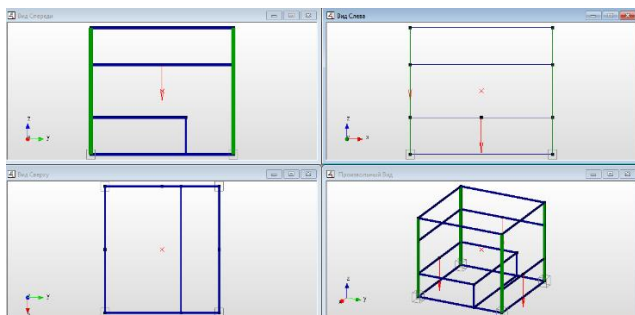 Вид Спереди
Вид Слева
z
y
z
x
Вид Сверху
Произвольный Вид
y
z
y